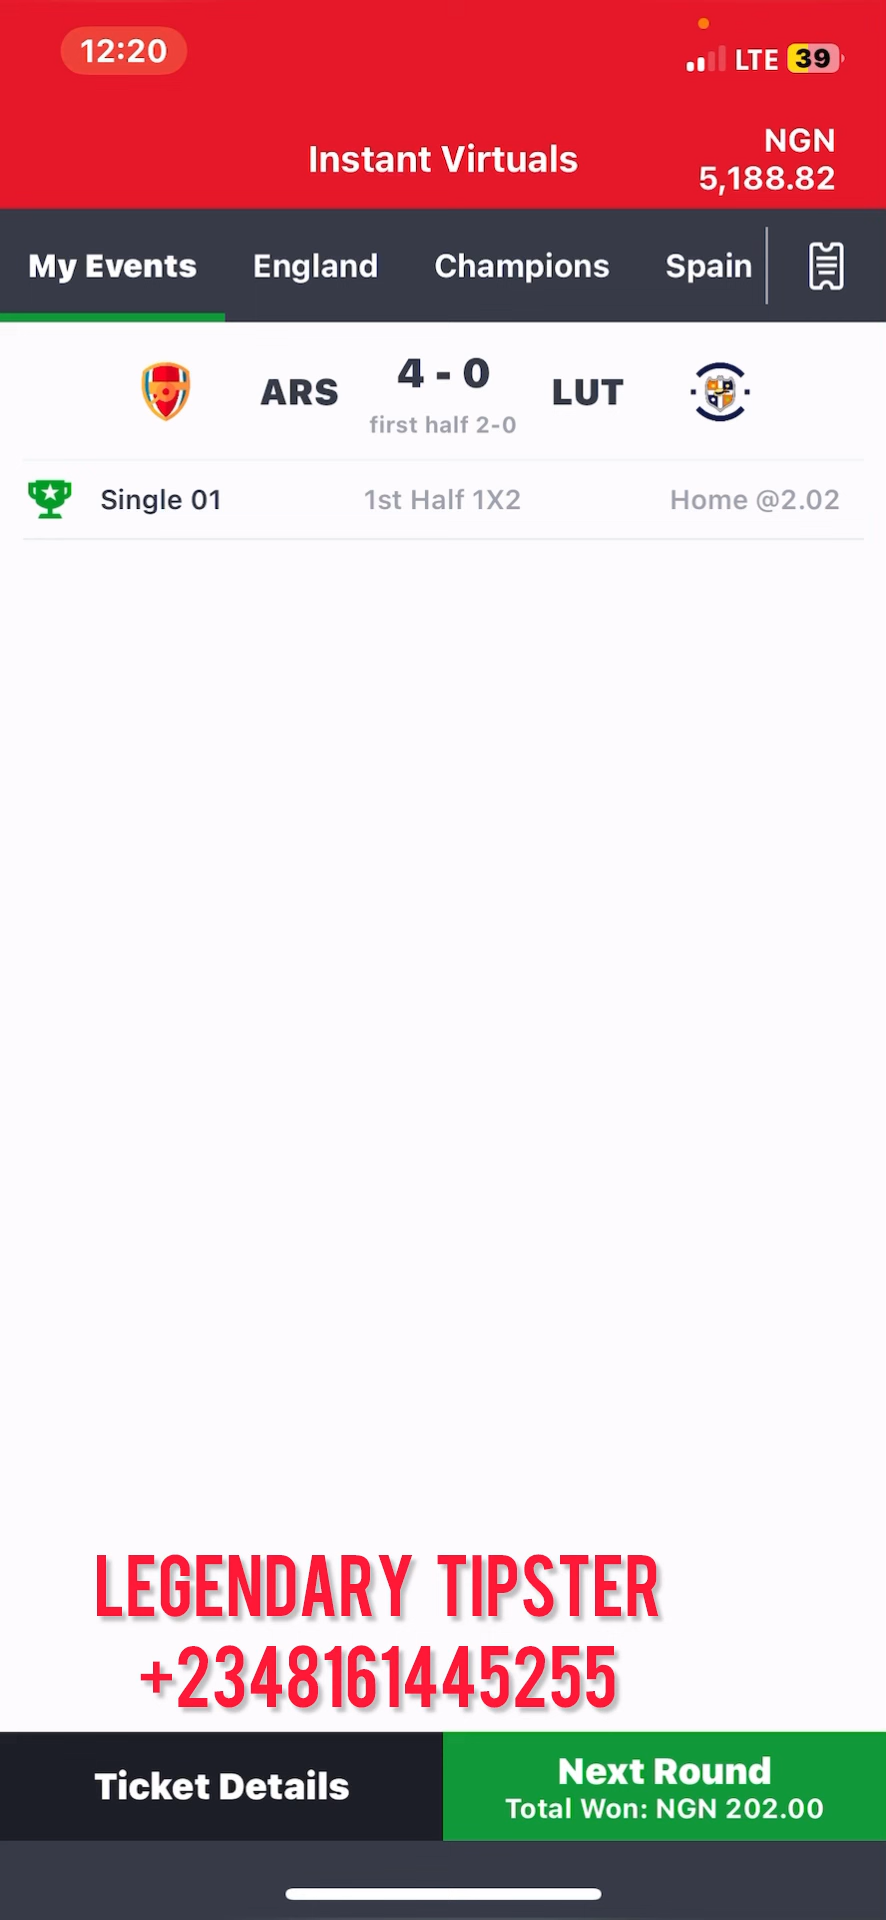 12:20
LTE 39
Instant Virtuals
NGN
5,188.82
My Events England Champions Spain
ARS 4 - 0 LUT
first half 2-0
Single 01 1st Half 1X2 Home @2.02
LEGENDARY TIPSTER
+2348161445255
Ticket Details
Next Round
Total Won: NGN 202.00